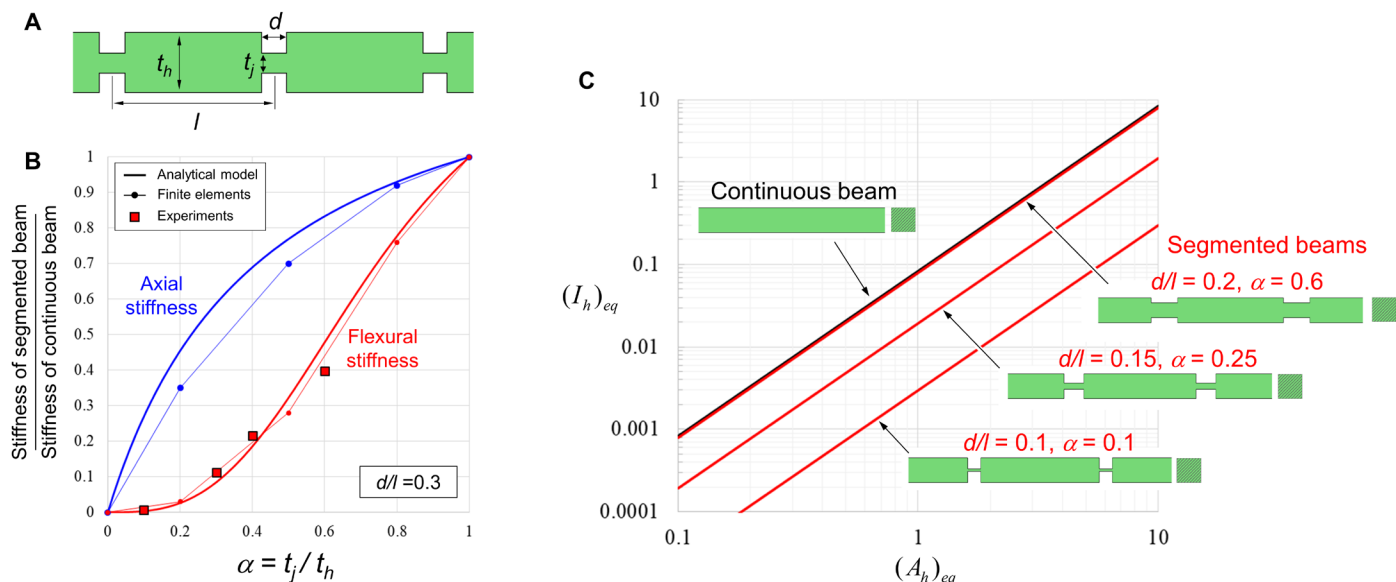 A
d
t_h
t_j
l
B
Stiffness of segmented beam
Stiffness of continuous beam
1
0.9
0.8
0.7
0.6
0.5
0.4
0.3
0.2
0.1
0
Analytical model
Finite elements
Experiments
Axial
stiffness
Flexural
stiffness
d/l =0.3
0
0.2
0.4
0.6
0.8
1
α = t_j / t_h
C
(I_h)_eq
10
1
0.1
0.01
0.001
0.0001
Continuous beam
Segmented beams
d/l = 0.2, α = 0.6
d/l = 0.15, α = 0.25
d/l = 0.1, α = 0.1
0.1
1
10
(A_h)_eq